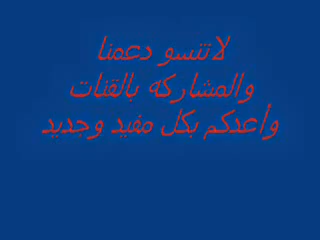 لاتنسو دعمنا
والمشاركه بالقنات
وأعدكم بكل مفيد وجديد